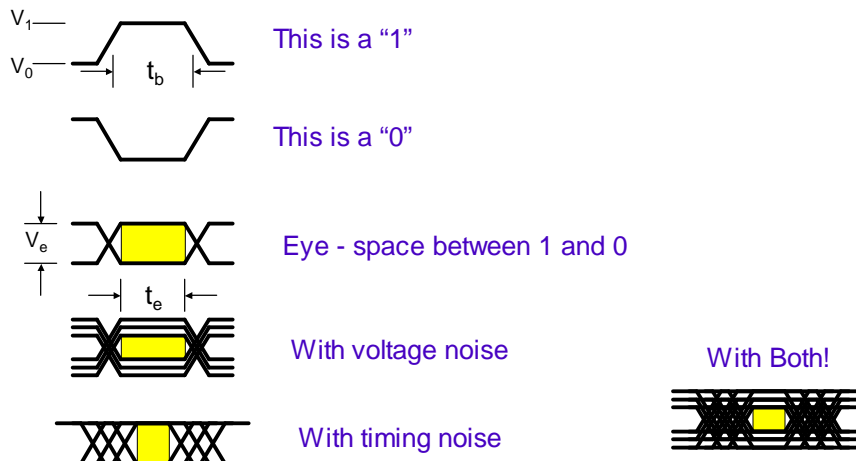 V1
This is a “1”
V0
tb
This is a “0”
Ve
Eye - space between 1 and 0
te
With voltage noise
With Both!
With timing noise